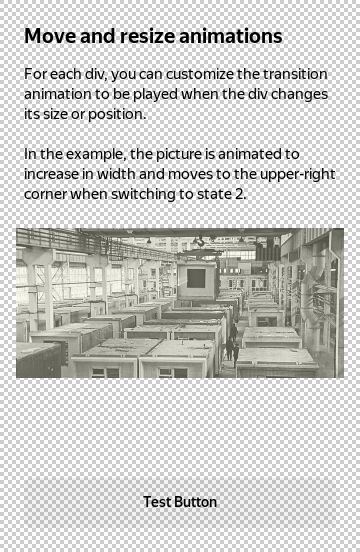 Move and resize animations
For each div, you can customize the transition
animation to be played when the div changes
its size or position.
In the example, the picture is animated to
increase in width and moves to the upper-right
corner when switching to state 2.
Test Button